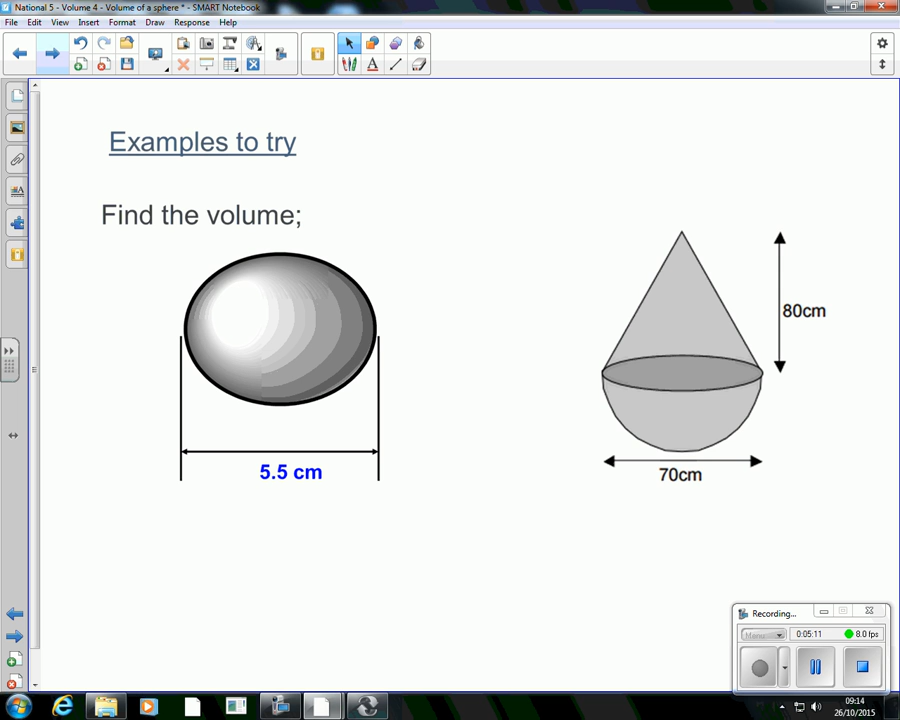 National 5 - Volume 4 - Volume of a sphere * - SMART Notebook
File Edit View Insert Format Draw Response Help
Examples to try
Find the volume;
80cm
5.5 cm
70cm
Recording...
Menu
0:05:11 8.0 fps
09:14
26/10/2015